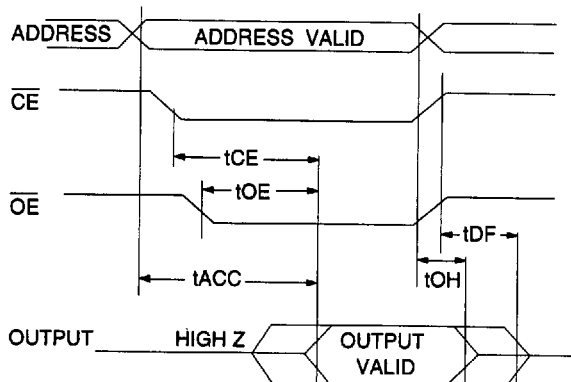 ADDRESS ADDRESS VALID
CE
tCE
tOE
OE
tDF
tACC
tOH
OUTPUT HIGH Z OUTPUT
VALID